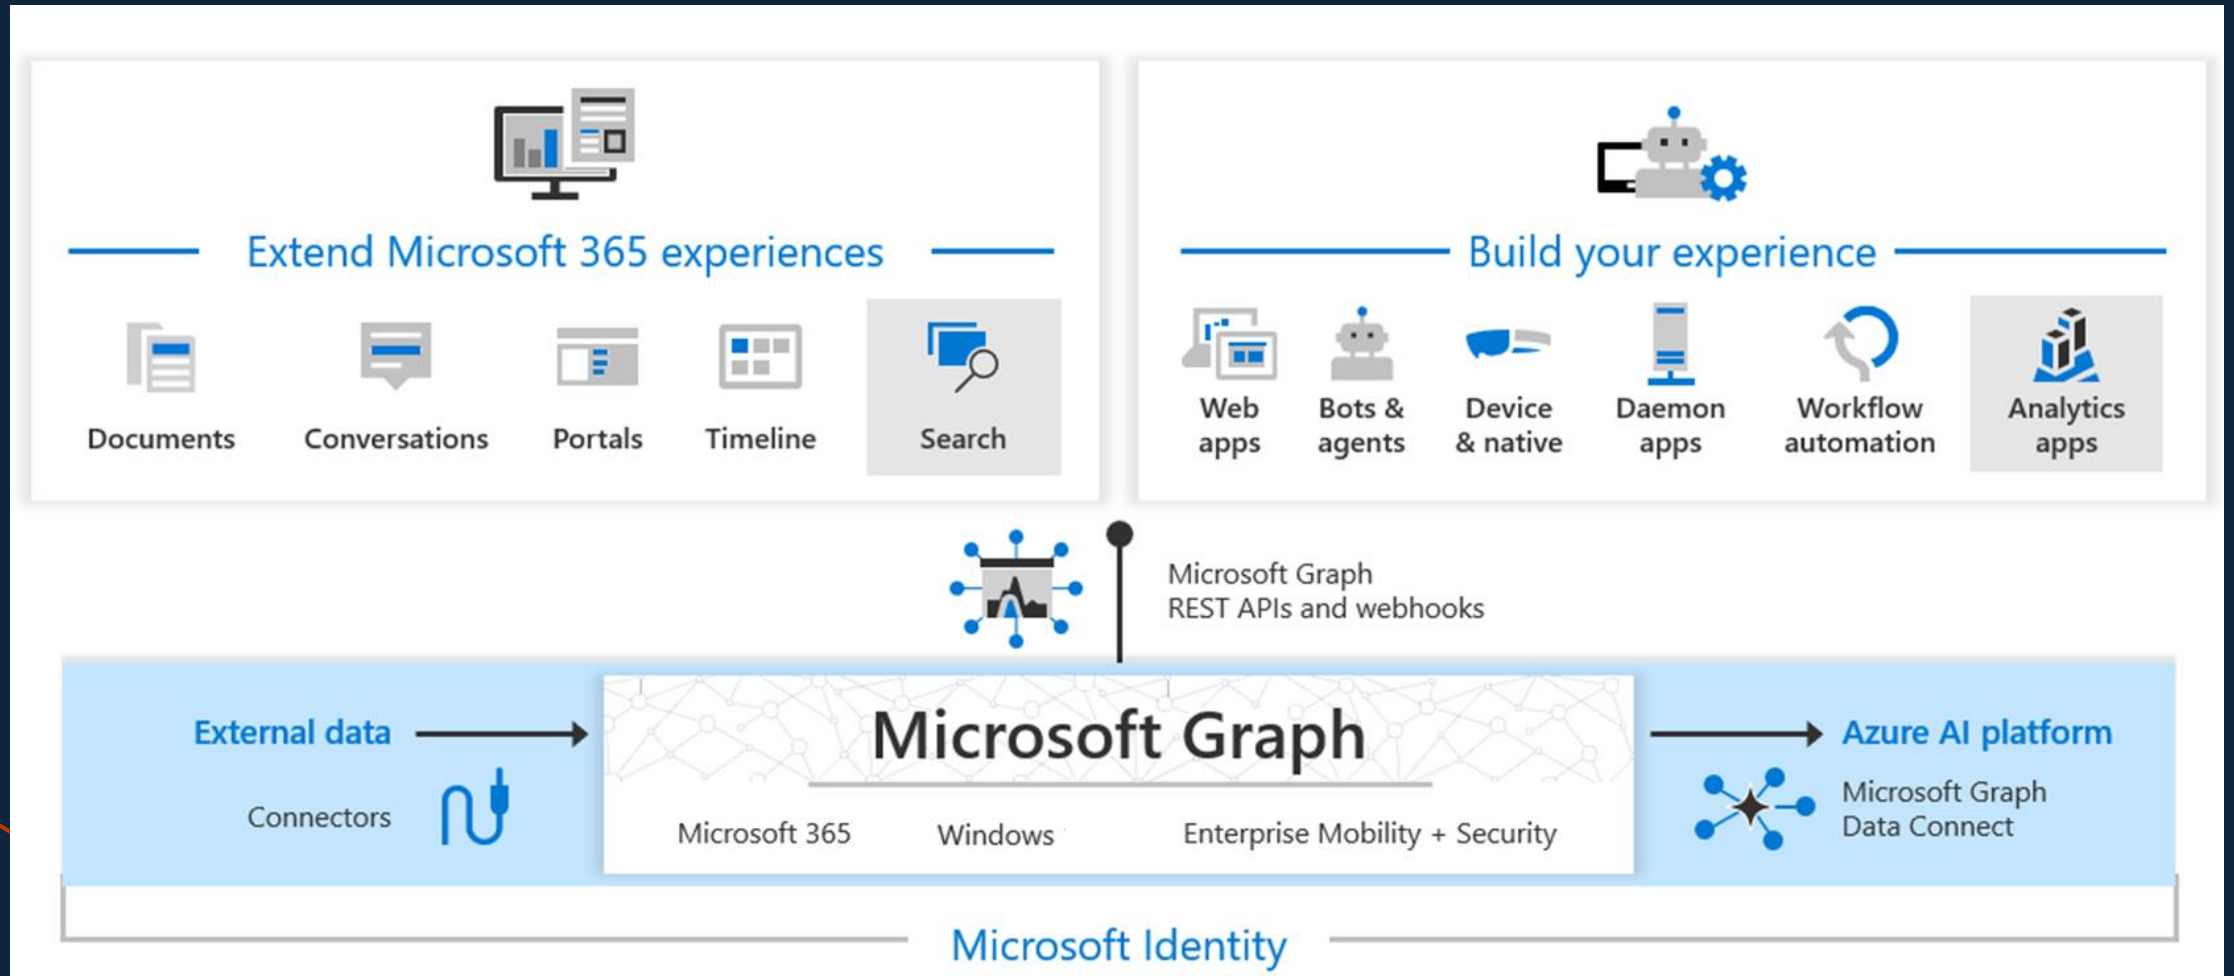 Extend Microsoft 365 experiences
Documents
Conversations
Portals
Timeline
Search
Build your experience
Web
apps
Bots &
agents
Device
& native
Daemon
apps
Workflow
automation
Analytics
apps
Microsoft Graph
REST APIs and webhooks
External data
Connectors
Microsoft Graph
Microsoft 365
Windows
Enterprise Mobility + Security
Azure AI platform
Microsoft Graph
Data Connect
Microsoft Identity